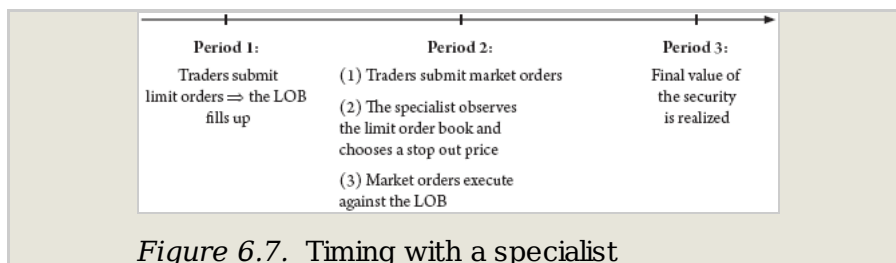 Period 1:
Traders submit
limit orders ⇒ the LOB
fills up
Period 2:
(1) Traders submit market orders
(2) The specialist observes
the limit order book and
chooses a stop out price
(3) Market orders execute
against the LOB
Period 3:
Final value of
the security
is realized
Figure 6.7. Timing with a specialist